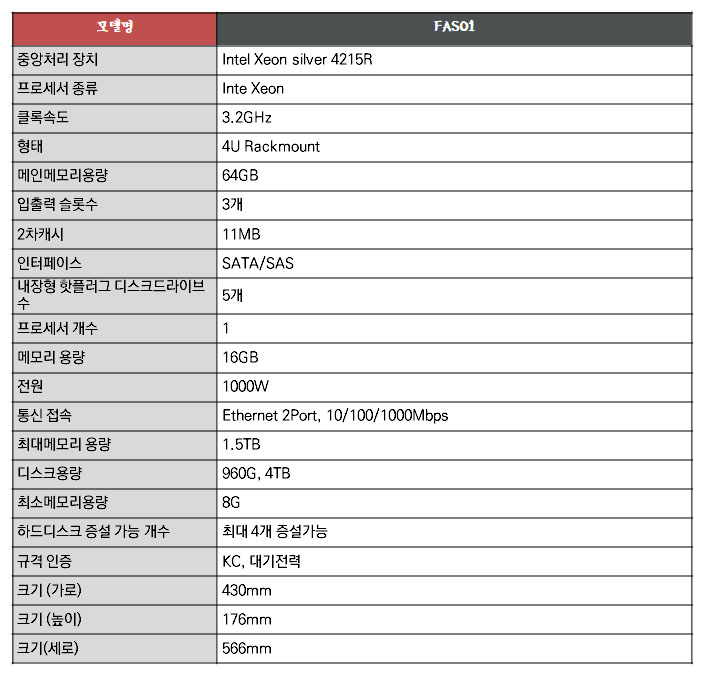 모델명 FAS01
중앙처리 장치 Intel Xeon silver 4215R
프로세서 종류 Inte Xeon
클록속도 3.2GHz
형태 4U Rackmount
메인메모리용량 64GB
입출력 슬롯수 3개
2차캐시 11MB
인터페이스 SATA/SAS
내장형 핫플러그 디스크드라이브
수 5개
프로세서 개수 1
메모리 용량 16GB
전원 1000W
통신 접속 Ethernet 2Port, 10/100/1000Mbps
최대메모리 용량 1.5TB
디스크용량 960G, 4TB
최소메모리용량 8G
하드디스크 증설 가능 개수 최대 4개 증설가능
규격 인증 KC, 대기전력
크기 (가로) 430mm
크기 (높이) 176mm
크기(세로) 566mm